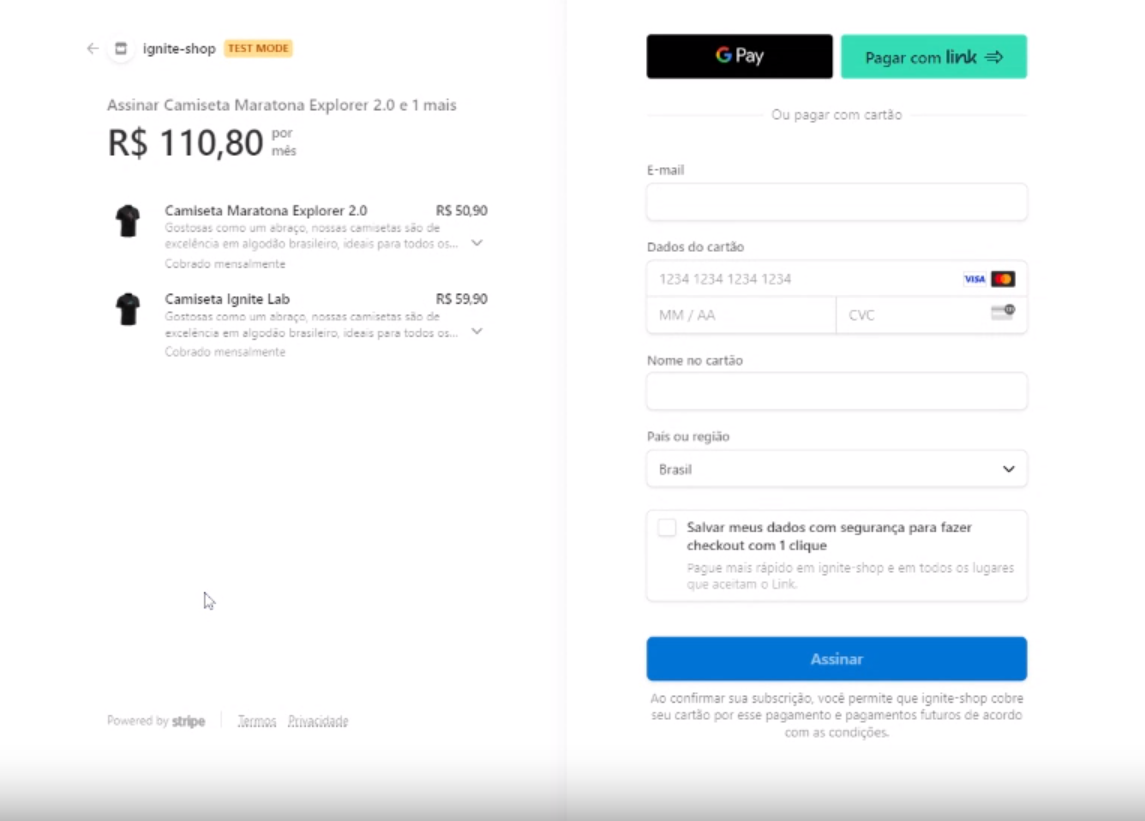 ignite-shop TEST MODE
Assinar Camiseta Maratona Explorer 2.0 e 1 mais
R$ 110,80 por
mês
Camiseta Maratona Explorer 2.0 R$ 50,90
Gostosas como um abraço, nossas camisetas são de
excelência em algodão brasileiro, ideais para todos os...
Cobrado mensalmente
Camiseta Ignite Lab R$ 59,90
Gostosas como um abraço, nossas camisetas são de
excelência em algodão brasileiro, ideais para todos os...
Cobrado mensalmente
Powered by stripe Termos Privacidade
G Pay Pagar com link
Ou pagar com cartão
E-mail
Dados do cartão
1234 1234 1234 1234 VISA
MM / AA CVC
Nome no cartão
País ou região
Brasil
Salvar meus dados com segurança para fazer
checkout com 1 clique
Pague mais rápido em ignite-shop e em todos os lugares
que aceitam o Link.
Assinar
Ao confirmar sua subscrição, você permite que ignite-shop cobre
seu cartão por esse pagamento e pagamentos futuros de acordo
com as condições.